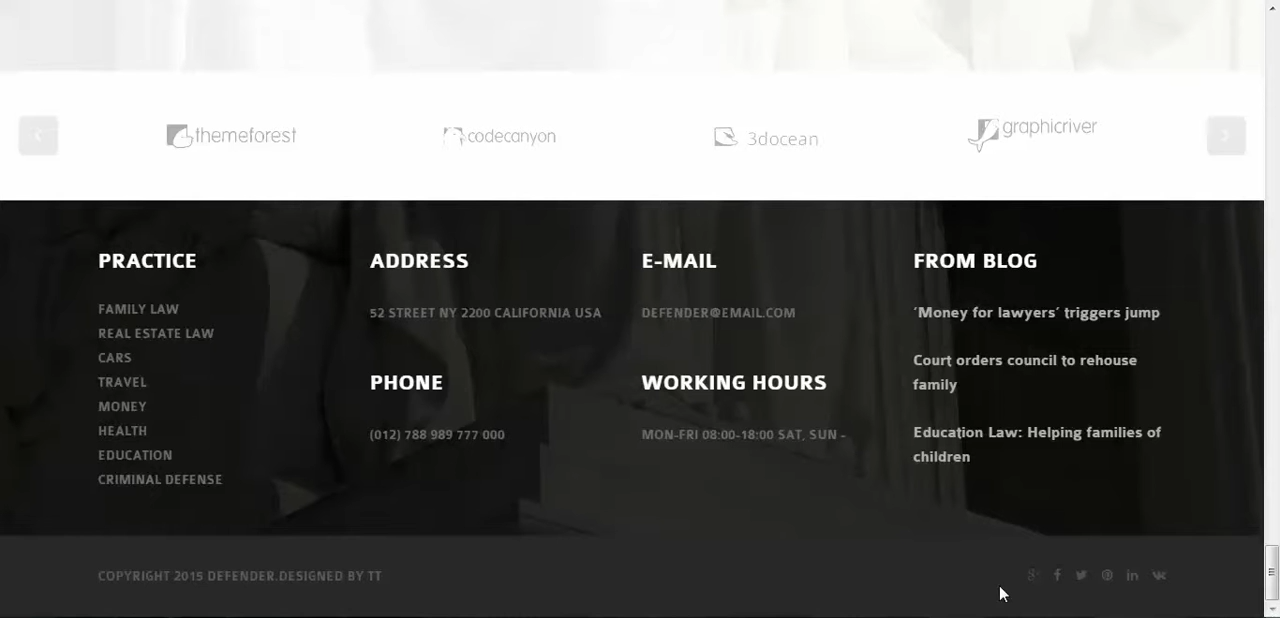 themeforest
codecanyon
3docean
graphicriver
PRACTICE
FAMILY LAW
REAL ESTATE LAW
CARS
TRAVEL
MONEY
HEALTH
EDUCATION
CRIMINAL DEFENSE
ADDRESS
52 STREET NY 2200 CALIFORNIA USA
PHONE
(012) 788 989 777 000
E-MAIL
DEFENDER@EMAIL.COM
WORKING HOURS
MON-FRI 08:00-18:00 SAT, SUN -
FROM BLOG
‘Money for lawyers’ triggers jump
Court orders council to rehouse
family
Education Law: Helping families of
children
COPYRIGHT 2015 DEFENDER.DESIGNED BY TT